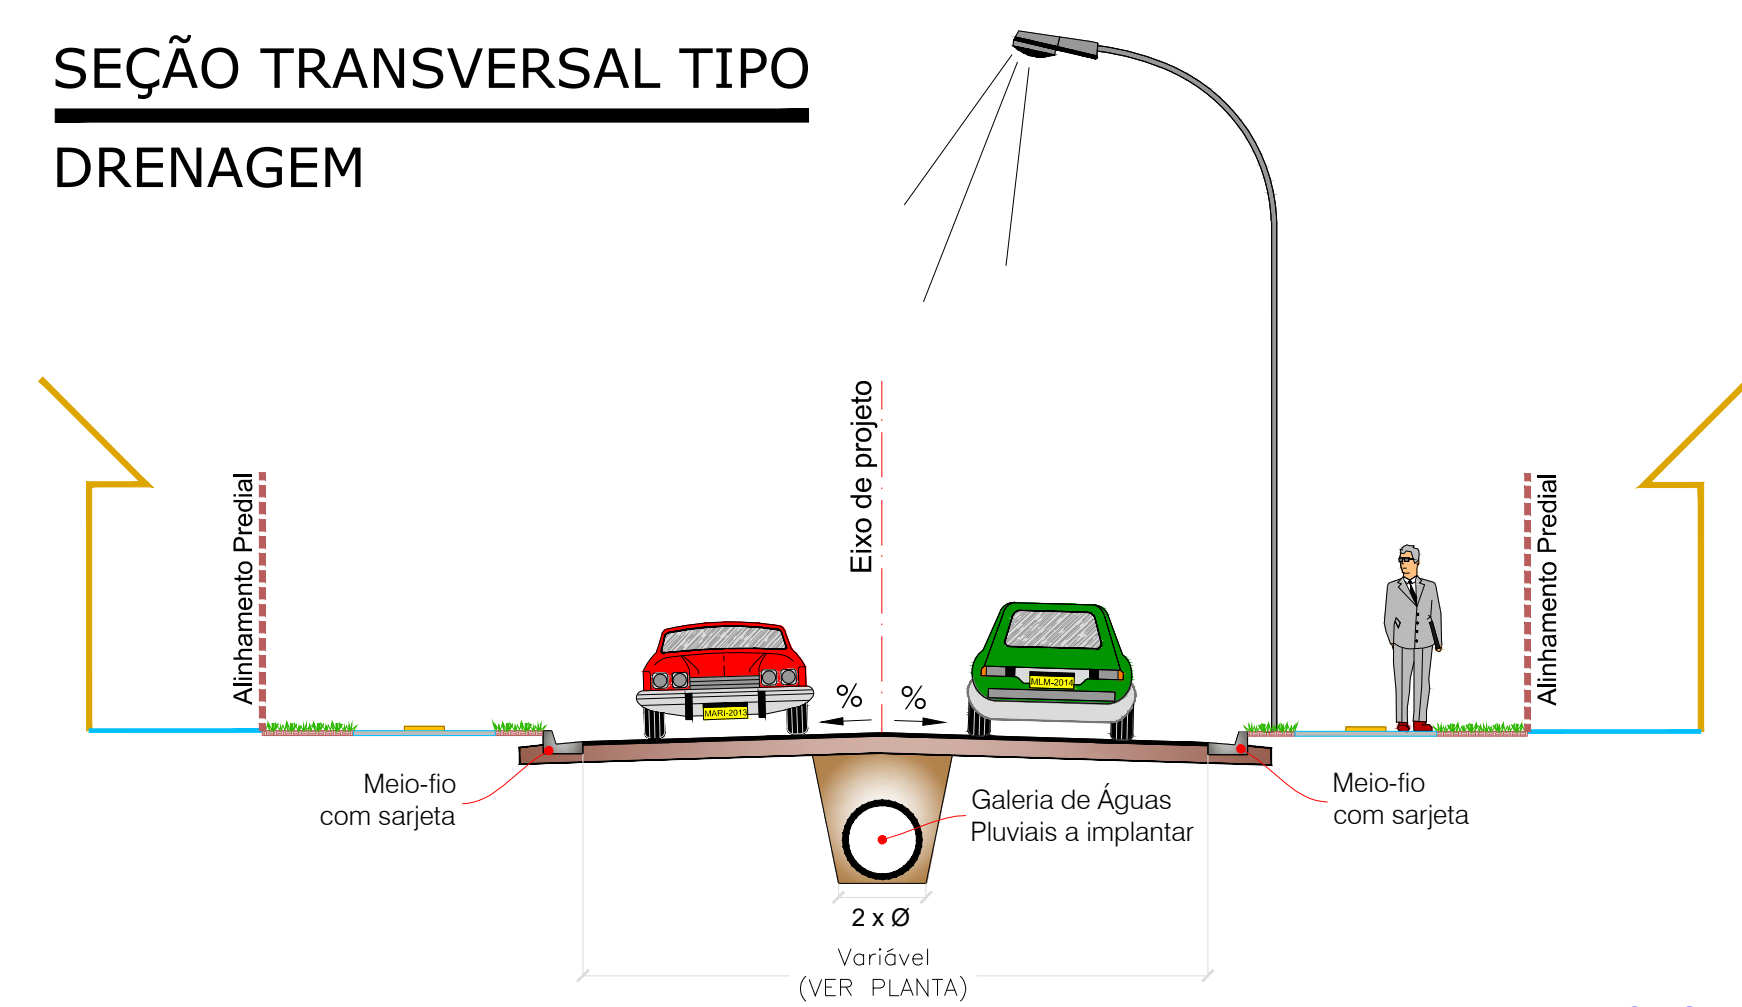 SEÇÃO TRANSVERSAL TIPO
DRENAGEM
Eixo de projeto
Alinhamento Predial
Alinhamento Predial
% %
MARI-2013
MLM-2014
Meio-fio
com sarjeta
Galeria de Águas
Pluviais a implantar
Meio-fio
com sarjeta
2 x Ø
Variável
(VER PLANTA)